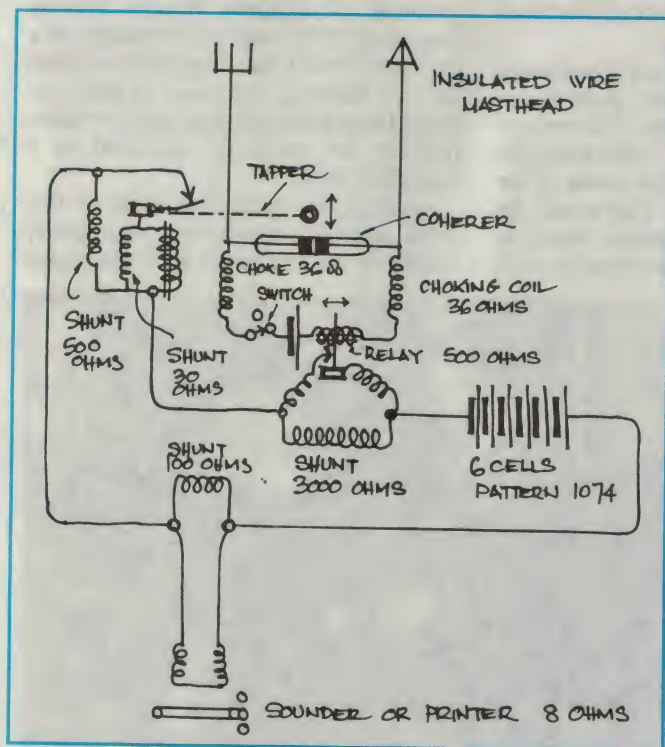 INSULATED WIRE
MASTHEAD
TAPPER
COHERER
CHOKE 36 Ω
SWITCH
CHOKING COIL
36 OHMS
SHUNT
500
OHMS
SHUNT
30
OHMS
RELAY 500 OHMS
SHUNT
100 OHMS
SHUNT
3000 OHMS
6 CELLS
PATTERN 1074
SOUNDER OR PRINTER 8 OHMS